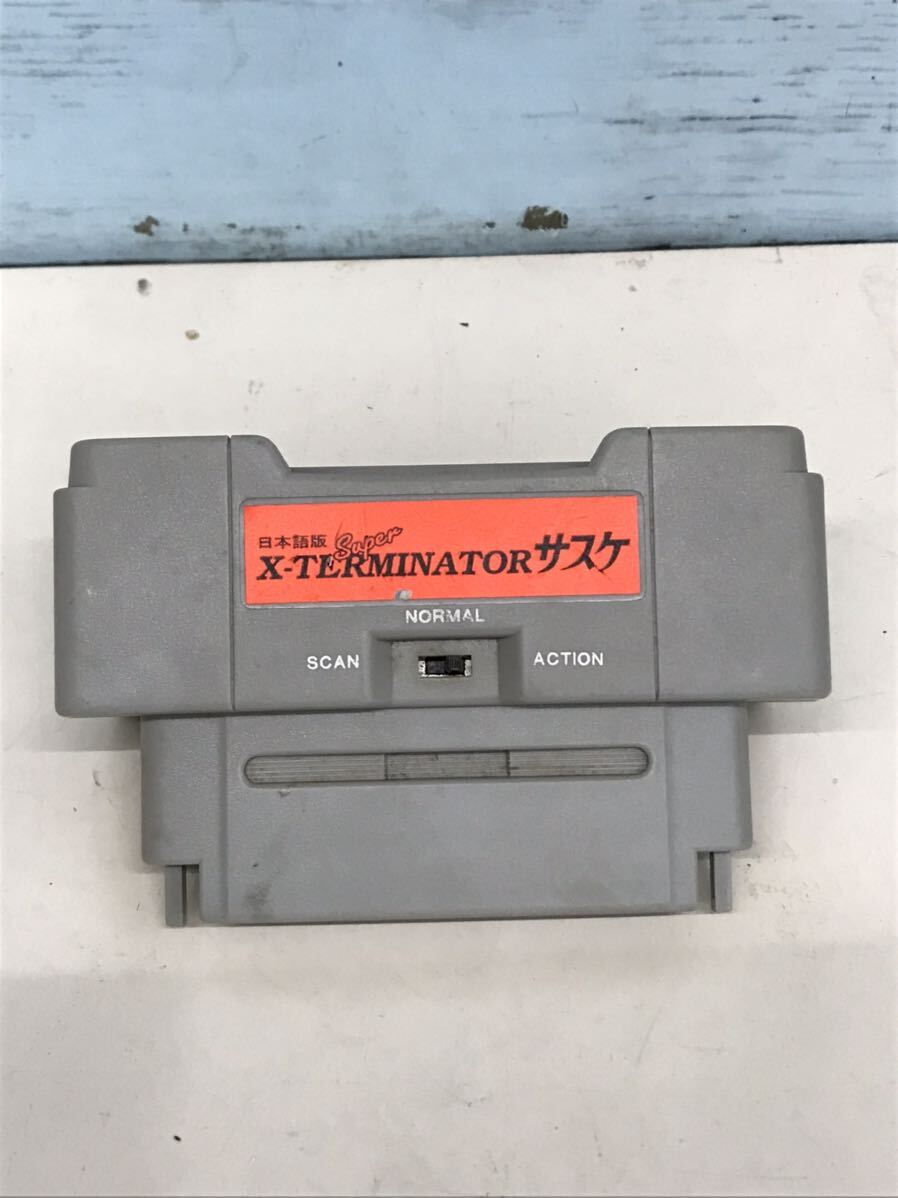 日本語版 Super
X-TERMINATORサスケ
NORMAL
SCAN
ACTION